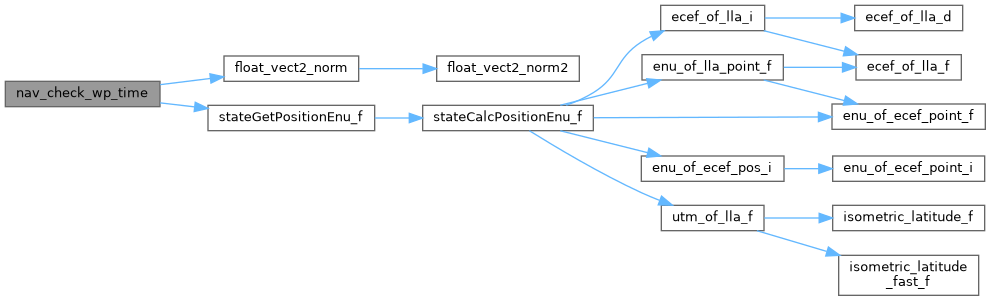 nav_check_wp_time
float_vect2_norm
float_vect2_norm2
stateGetPositionEnu_f
stateCalcPositionEnu_f
ecef_of_lla_i
ecef_of_lla_d
enu_of_lla_point_f
ecef_of_lla_f
enu_of_ecef_point_f
enu_of_ecef_pos_i
enu_of_ecef_point_i
utm_of_lla_f
isometric_latitude_f
isometric_latitude
_fast_f